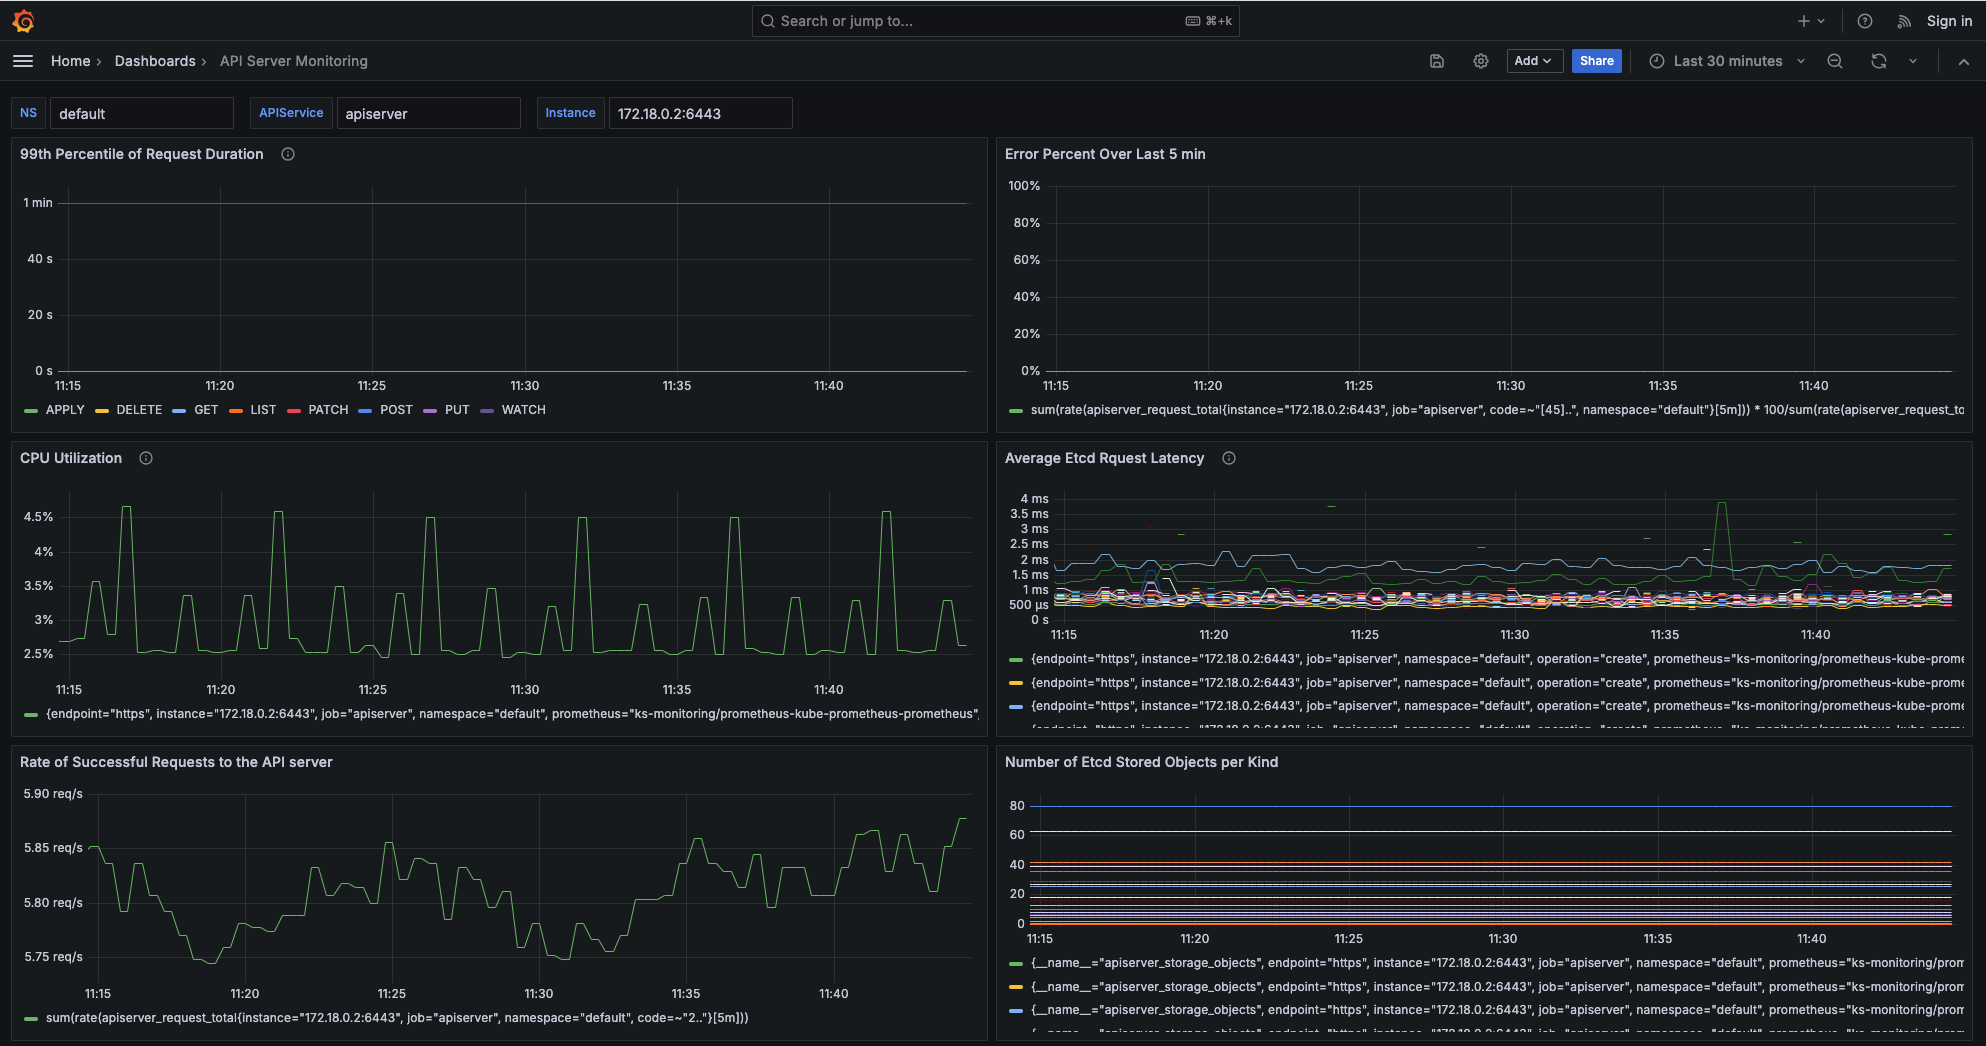 Search or jump to...
⌘+k
Sign in
Home › Dashboards › API Server Monitoring
Add
Share
Last 30 minutes
NS default APIService apiserver Instance 172.18.0.2:6443
99th Percentile of Request Duration
1 min
40 s
20 s
0 s
11:15 11:20 11:25 11:30 11:35 11:40
APPLY DELETE GET LIST PATCH POST PUT WATCH
Error Percent Over Last 5 min
100%
80%
60%
40%
20%
0%
11:15 11:20 11:25 11:30 11:35 11:40
sum(rate(apiserver_request_total{instance="172.18.0.2:6443", job="apiserver", code=~"[45]..", namespace="default"}[5m])) * 100/sum(rate(apiserver_request_to
CPU Utilization
4.5%
4%
3.5%
3%
2.5%
11:15 11:20 11:25 11:30 11:35 11:40
{endpoint="https", instance="172.18.0.2:6443", job="apiserver", namespace="default", prometheus="ks-monitoring/prometheus-kube-prometheus-prometheus",
Average Etcd Rquest Latency
4 ms
3.5 ms
3 ms
2.5 ms
2 ms
1.5 ms
1 ms
500 µs
0 s
11:15 11:20 11:25 11:30 11:35 11:40
{endpoint="https", instance="172.18.0.2:6443", job="apiserver", namespace="default", operation="create", prometheus="ks-monitoring/prometheus-kube-prome
{endpoint="https", instance="172.18.0.2:6443", job="apiserver", namespace="default", operation="create", prometheus="ks-monitoring/prometheus-kube-prome
{endpoint="https", instance="172.18.0.2:6443", job="apiserver", namespace="default", operation="create", prometheus="ks-monitoring/prometheus-kube-prome
Rate of Successful Requests to the API server
5.90 req/s
5.85 req/s
5.80 req/s
5.75 req/s
11:15 11:20 11:25 11:30 11:35 11:40
sum(rate(apiserver_request_total{instance="172.18.0.2:6443", job="apiserver", namespace="default", code=~"2.."}[5m]))
Number of Etcd Stored Objects per Kind
80
60
40
20
0
11:15 11:20 11:25 11:30 11:35 11:40
{__name__="apiserver_storage_objects", endpoint="https", instance="172.18.0.2:6443", job="apiserver", namespace="default", prometheus="ks-monitoring/prom
{__name__="apiserver_storage_objects", endpoint="https", instance="172.18.0.2:6443", job="apiserver", namespace="default", prometheus="ks-monitoring/prom
{__name__="apiserver_storage_objects", endpoint="https", instance="172.18.0.2:6443", job="apiserver", namespace="default", prometheus="ks-monitoring/prom